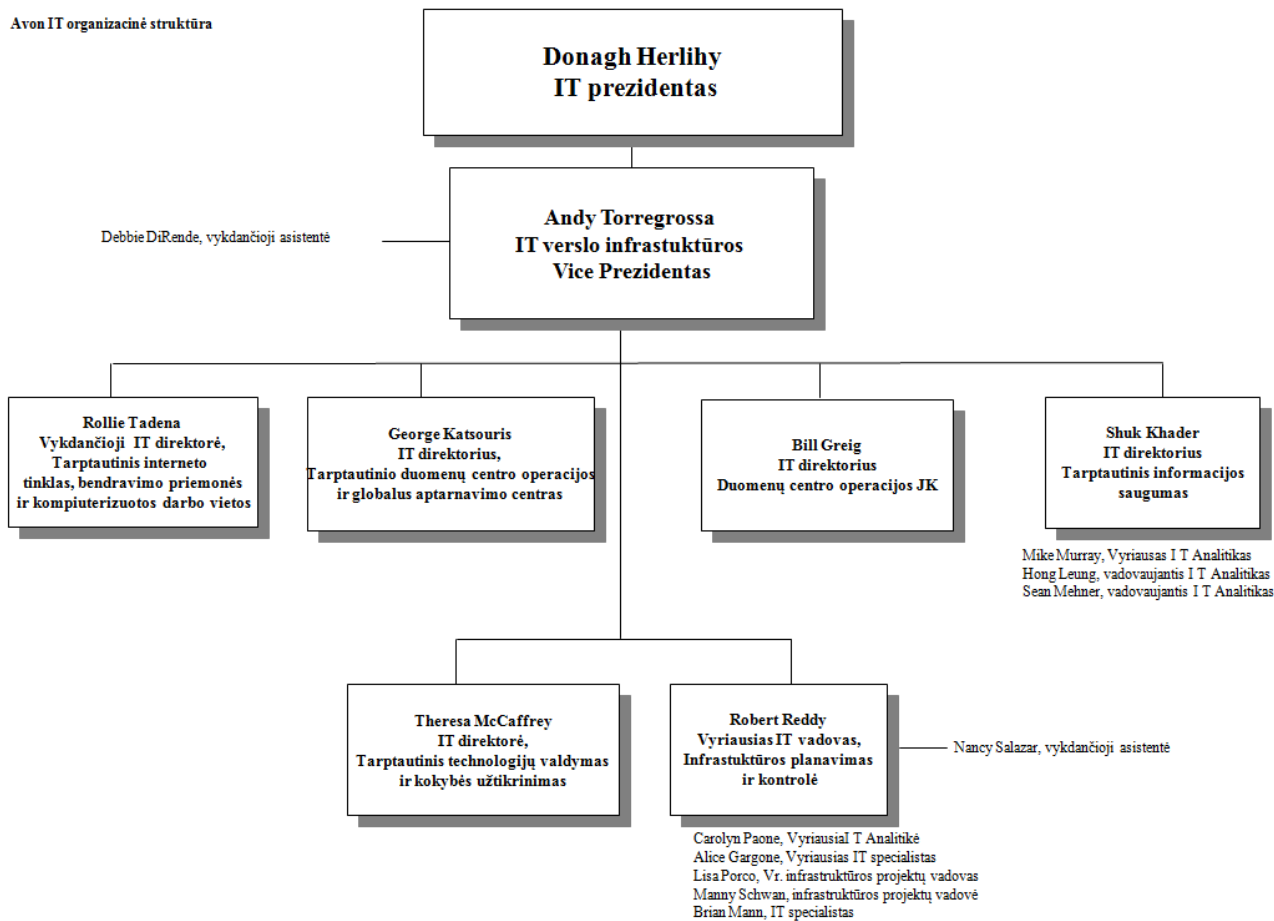 Avon IT organizacinė struktūra
Donagh Herlihy
IT prezidentas
Andy Torregrossa
IT verslo infrastuktūros
Vice Prezidentas
Debbie DiRende, vykdančioji asistentė
Rollie Tadena
Vykdančioji IT direktorė,
Tarptautinis interneto
tinklas, bendravimo priemonės
ir kompiuterizuotos darbo vietos
George Katsouris
IT direktorius,
Tarptautinio duomenų centro operacijos
ir globalus aptarnavimo centras
Bill Greig
IT direktorius
Duomenų centro operacijos JK
Shuk Khader
IT direktorius
Tarptautinis informacijos
saugumas
Mike Murray, Vyriausas I T Analitikas
Hong Leung, vadovaujantis I T Analitikas
Sean Mehner, vadovaujantis I T Analitikas
Theresa McCaffrey
IT direktorė,
Tarptautinis technologijų valdymas
ir kokybės užtikrinimas
Robert Reddy
Vyriausias IT vadovas,
Infrastuktūros planavimas
ir kontrolė
Nancy Salazar, vykdančioji asistentė
Carolyn Paone, VyriausiaI T Analitikė
Alice Gargone, Vyriausias IT specialistas
Lisa Porco, Vr. infrastuktūros projektų vadovas
Manny Schwan, infrastuktūros projektų vadovė
Brian Mann, IT specialistas